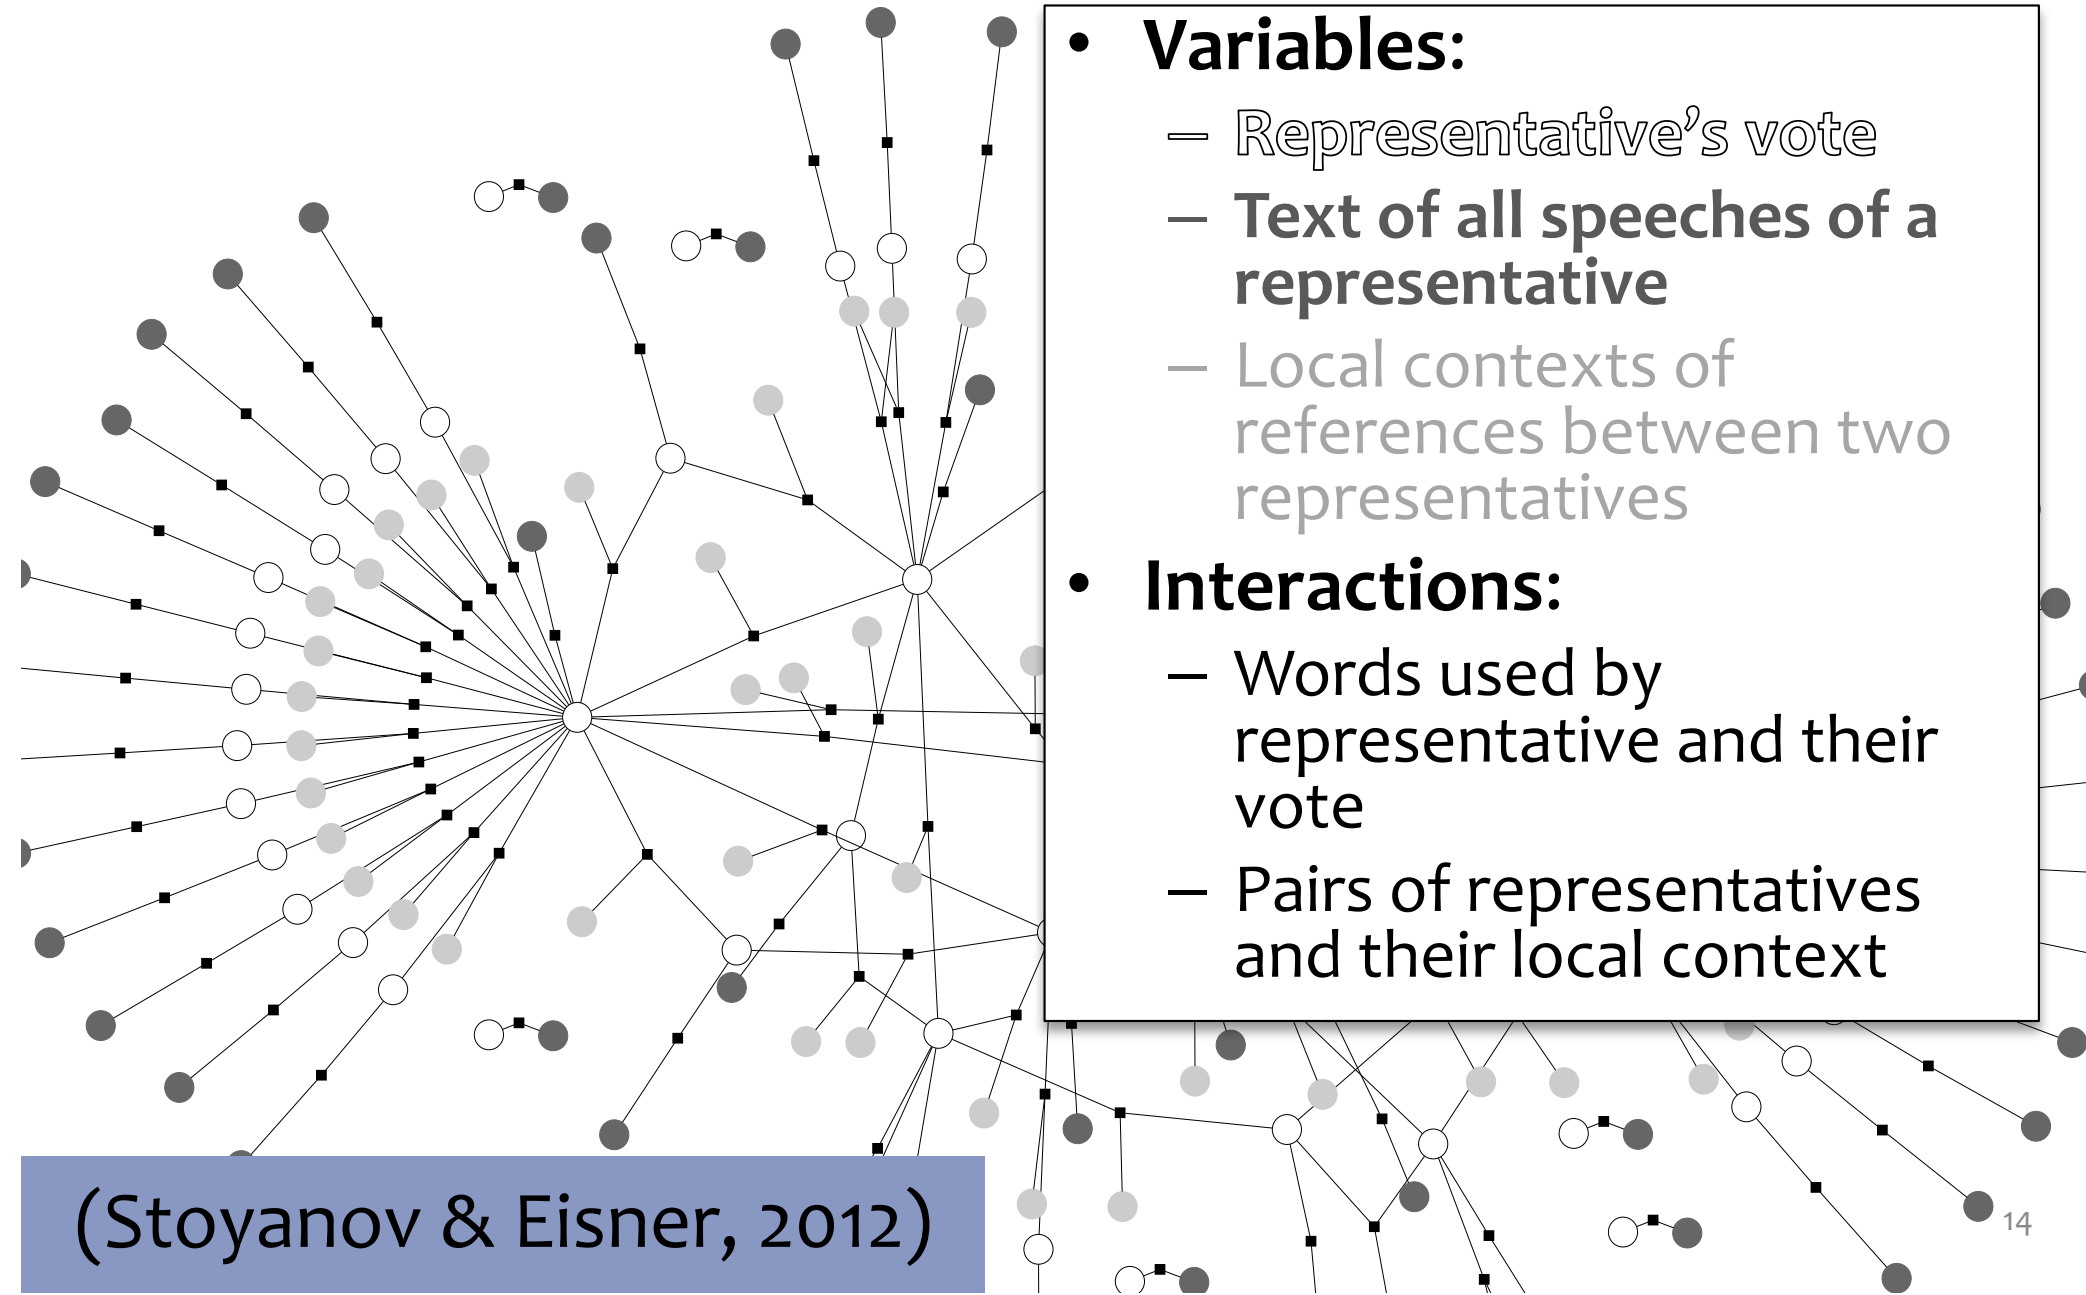 • Variables:
– Representative’s vote
– Text of all speeches of a
representative
– Local contexts of
references between two
representatives
• Interactions:
– Words used by
representative and their
vote
– Pairs of representatives
and their local context
(Stoyanov & Eisner, 2012)
14